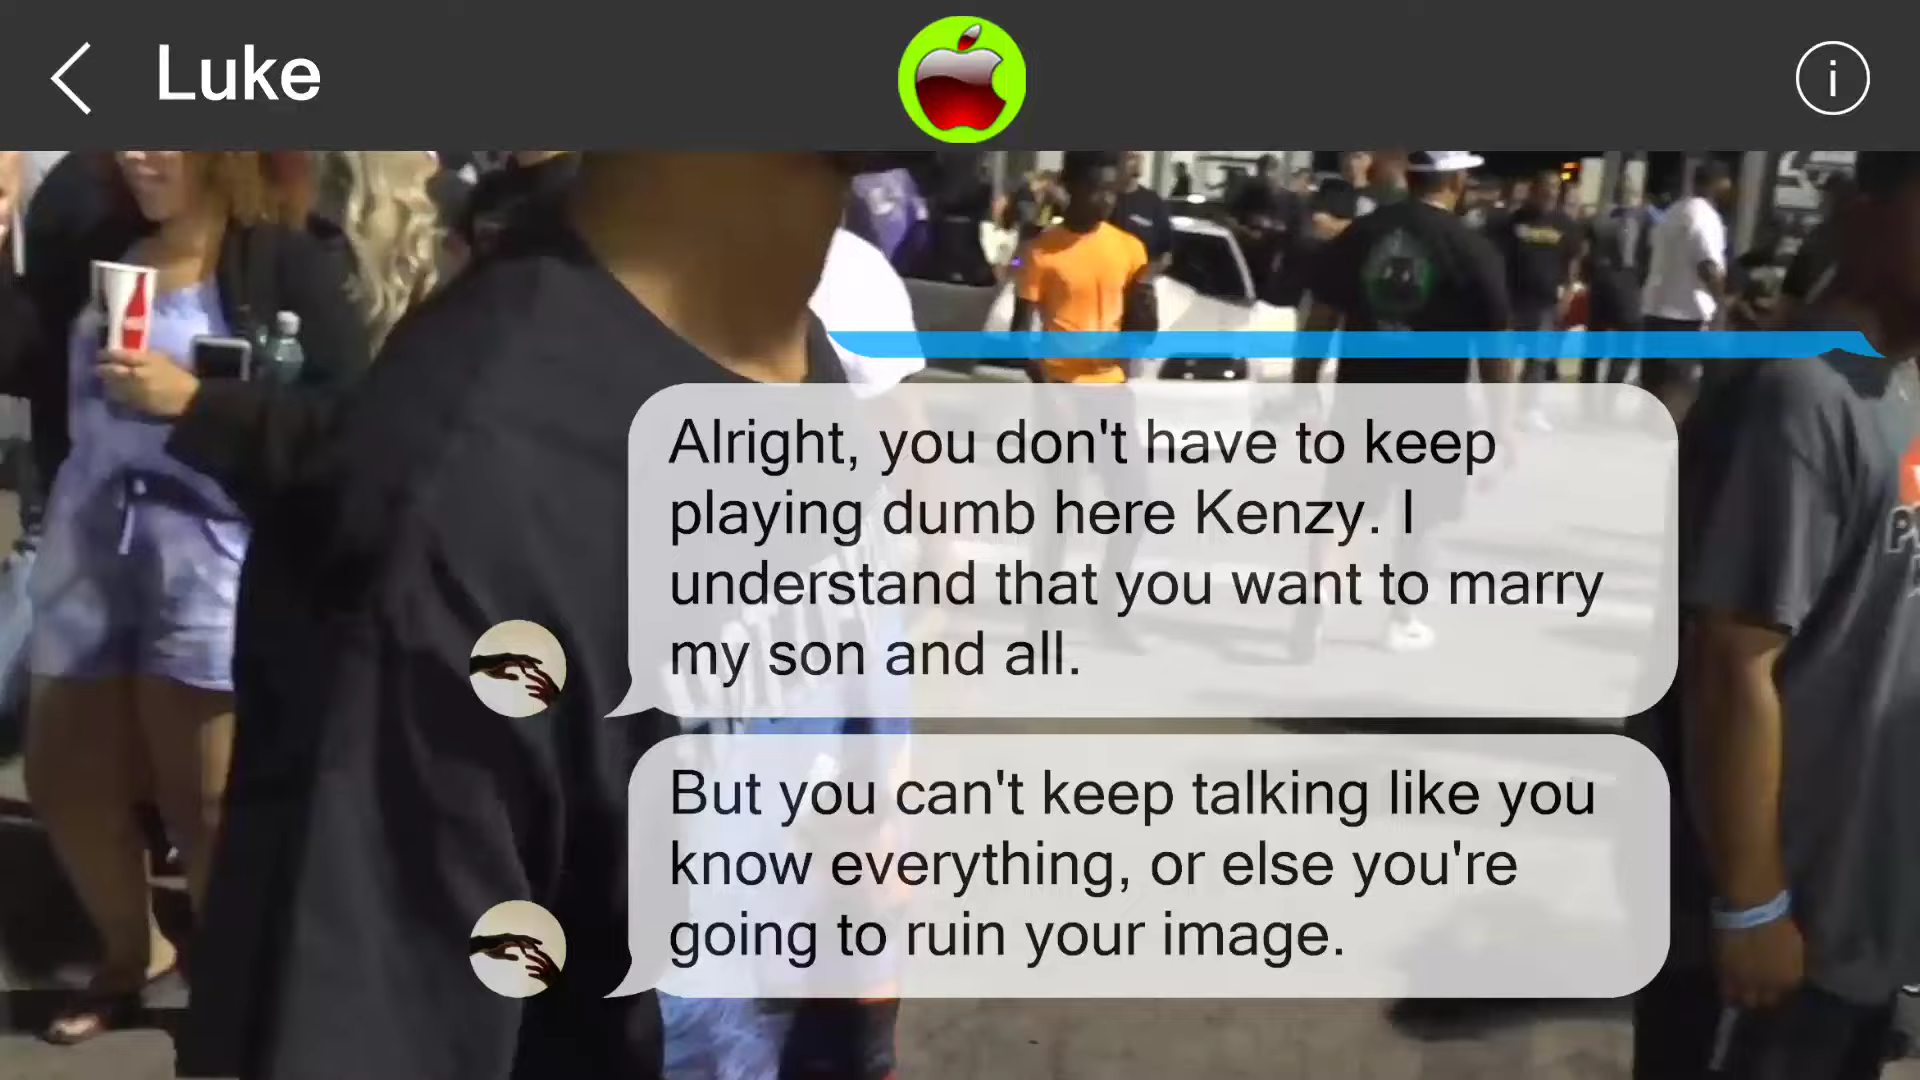 Luke
i
Alright, you don't have to keep
playing dumb here Kenzy. I
understand that you want to marry
my son and all.
But you can't keep talking like you
know everything, or else you're
going to ruin your image.